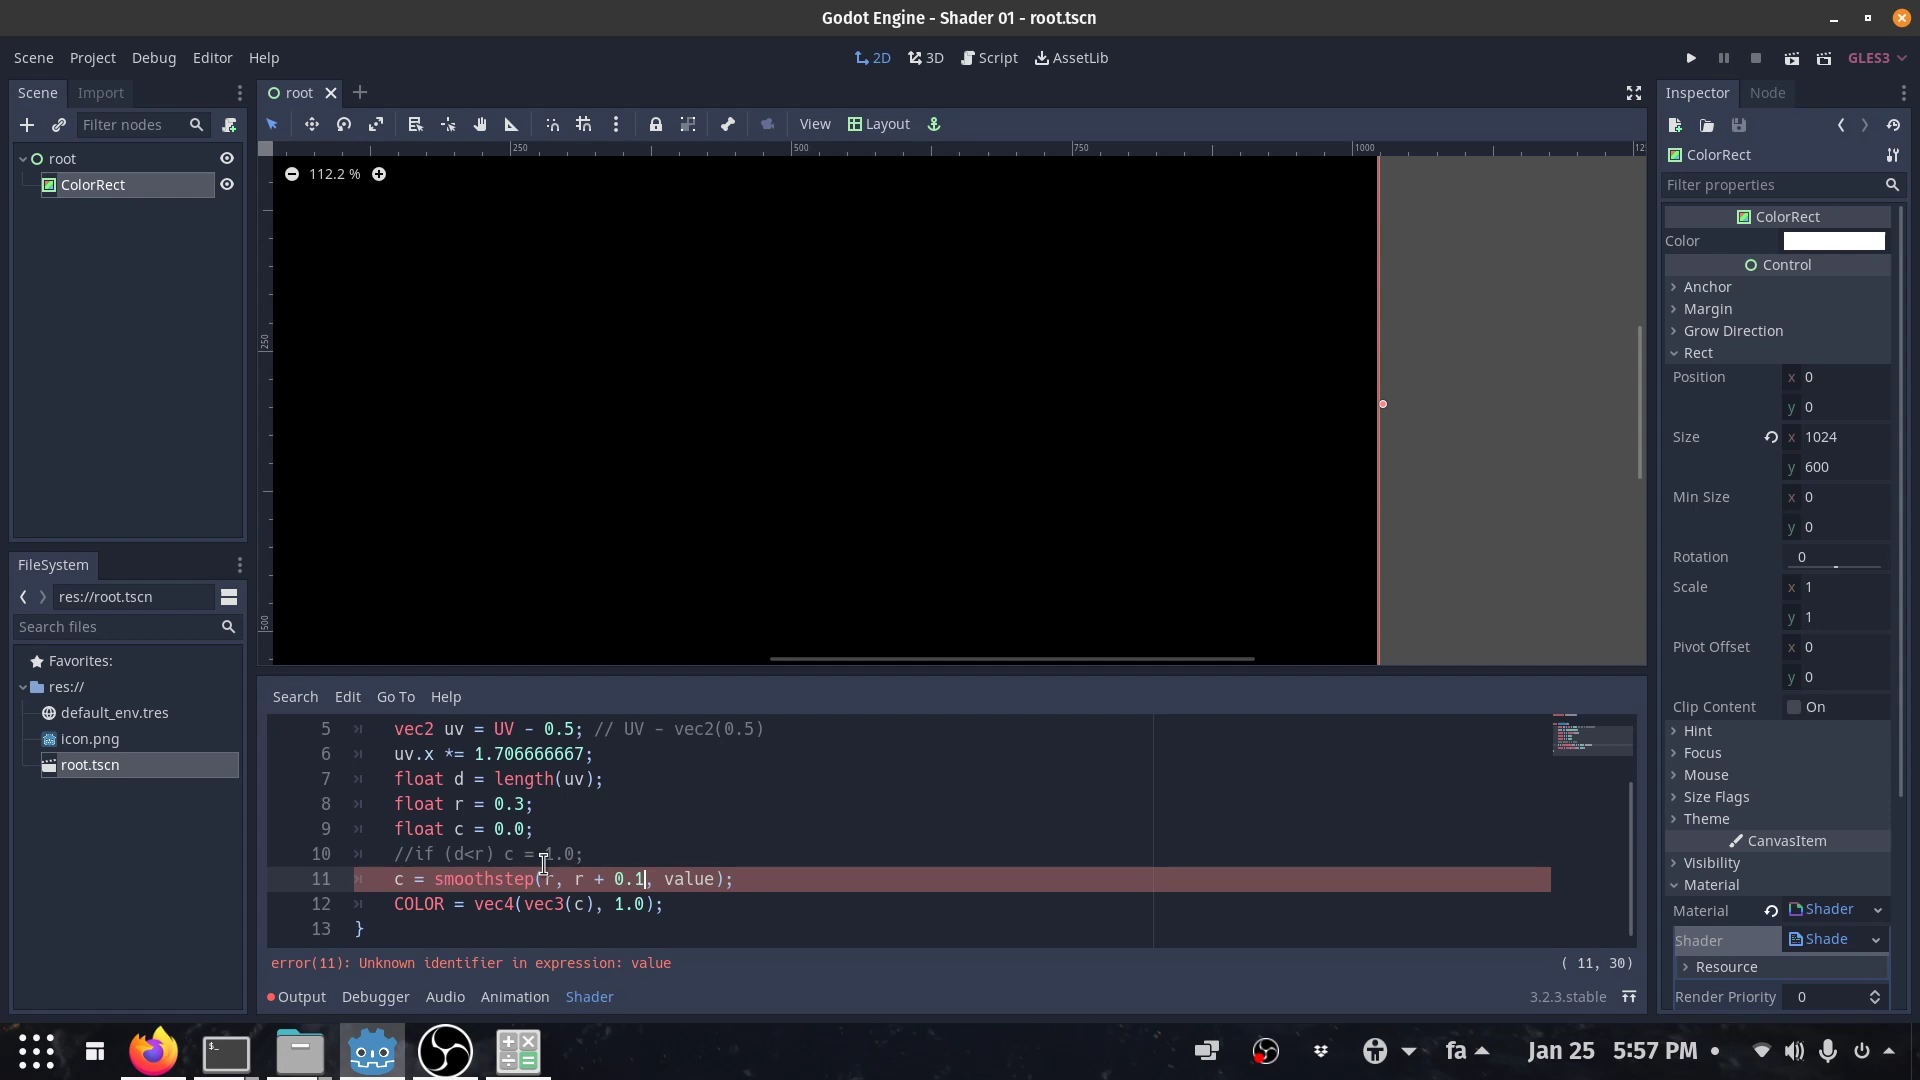 Godot Engine - Shader 01 - root.tscn
Scene Project Debug Editor Help
2D 3D Script AssetLib
GLES3
Scene Import
root
Inspector Node
Filter nodes
View Layout
ColorRect
root
ColorRect
250 500 750 1000 125
112.2 %
250
500
Filter properties
ColorRect
Color
Control
Anchor
Margin
Grow Direction
Rect
Position x 0
y 0
Size x 1024
y 600
Min Size x 0
y 0
Rotation 0
Scale x 1
y 1
Pivot Offset x 0
y 0
Clip Content On
Hint
Focus
Mouse
Size Flags
Theme
CanvasItem
Visibility
Material
Material Shader
Shader Shade
Resource
Render Priority 0
FileSystem
res://root.tscn
Search files
Favorites:
res://
default_env.tres
icon.png
root.tscn
Search Edit Go To Help
5 vec2 uv = UV - 0.5; // UV - vec2(0.5)
6 uv.x *= 1.706666667;
7 float d = length(uv);
8 float r = 0.3;
9 float c = 0.0;
10 //if (d<r) c = 1.0;
11 c = smoothstep(r, r + 0.1, value);
12 COLOR = vec4(vec3(c), 1.0);
13 }
error(11): Unknown identifier in expression: value
( 11, 30)
Output Debugger Audio Animation Shader
3.2.3.stable
fa
Jan 25 5:57 PM